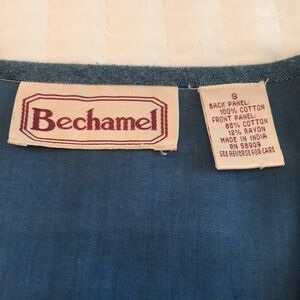 Bechamel
S
BACK PANEL:
100% COTTON
FRONT PANEL:
88% COTTON
12% RAYON
MADE IN INDIA
RN 58909
SEE REVERSE FOR CARE